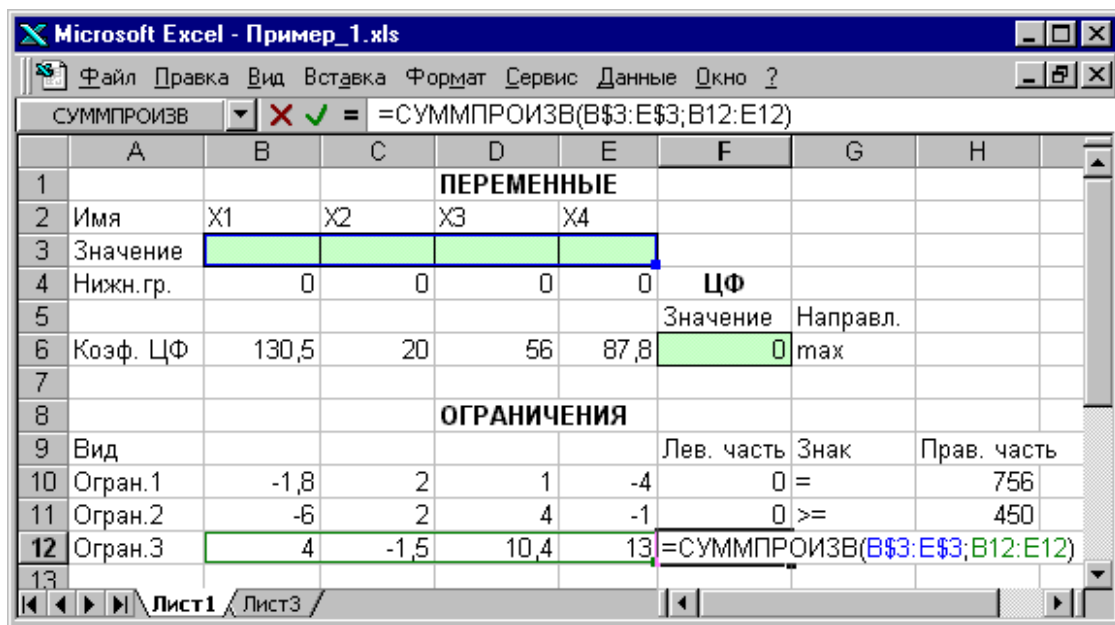 Microsoft Excel - Пример_1.xls
Файл Правка Вид Вставка Формат Сервис Данные Окно ?
СУММПРОИЗВ = =СУММПРОИЗВ(B$3:E$3;B12:E12)
A B C D E F G H
1 ПЕРЕМЕННЫЕ
2 Имя X1 X2 X3 X4
3 Значение
4 Нижн.гр. 0 0 0 0 ЦФ
5 Значение Направл.
6 Коэф. ЦФ 130,5 20 56 87,8 0 max
7
8 ОГРАНИЧЕНИЯ
9 Вид Лев. часть Знак Прав. часть
10 Огран.1 -1,8 2 1 -4 0 = 756
11 Огран.2 -6 2 4 -1 0 >= 450
12 Огран.3 4 -1,5 10,4 13 =СУММПРОИЗВ(B$3:E$3;B12:E12)
13
Лист1 Лист3